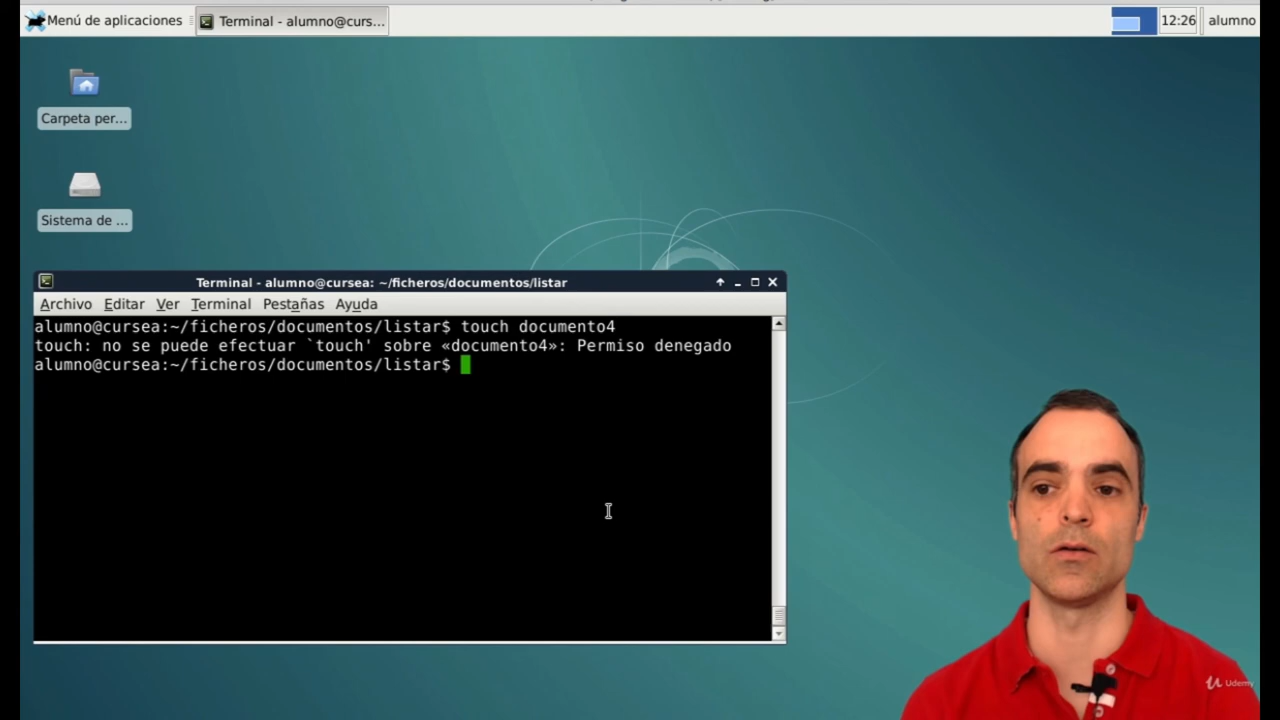 Menú de aplicaciones
Terminal - alumno@curs...
12:26
alumno
Carpeta per...
Sistema de ...
Terminal - alumno@cursea: ~/ficheros/documentos/listar
Archivo Editar Ver Terminal Pestañas Ayuda
alumno@cursea:~/ficheros/documentos/listar$ touch documento4
touch: no se puede efectuar `touch' sobre «documento4»: Permiso denegado
alumno@cursea:~/ficheros/documentos/listar$
Udemy